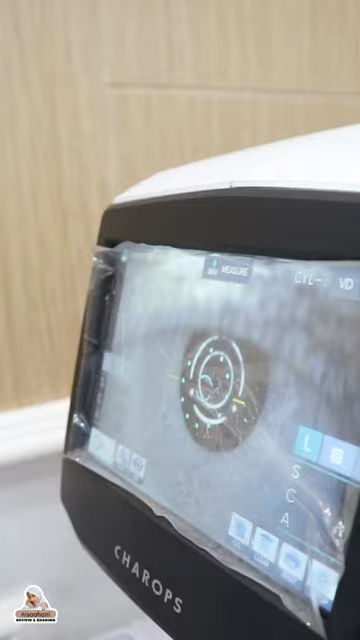 MEASURE
CYL-
VD
L
S
C
A
CHAROPS
nisaahani
REVIEW & SHARING